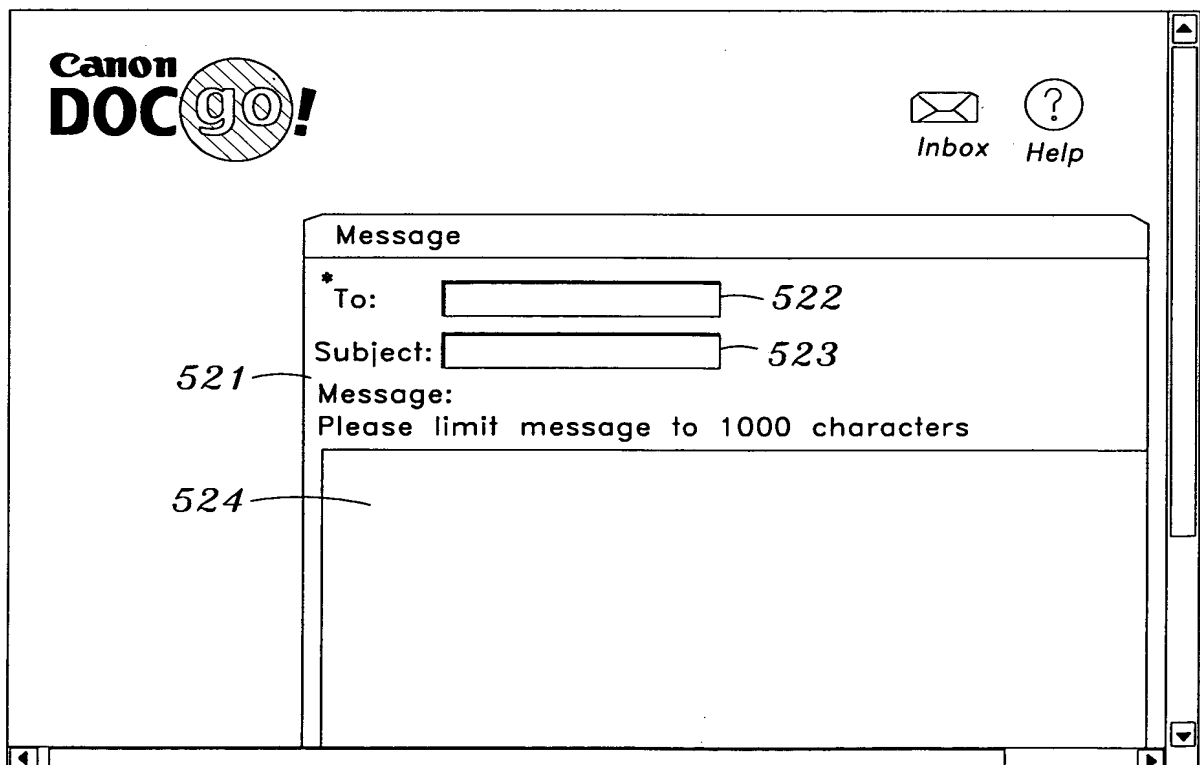 Canon
DOC go!
?
Inbox Help
Message
*To: 522
Subject: 523
521
Message:
Please limit message to 1000 characters
524